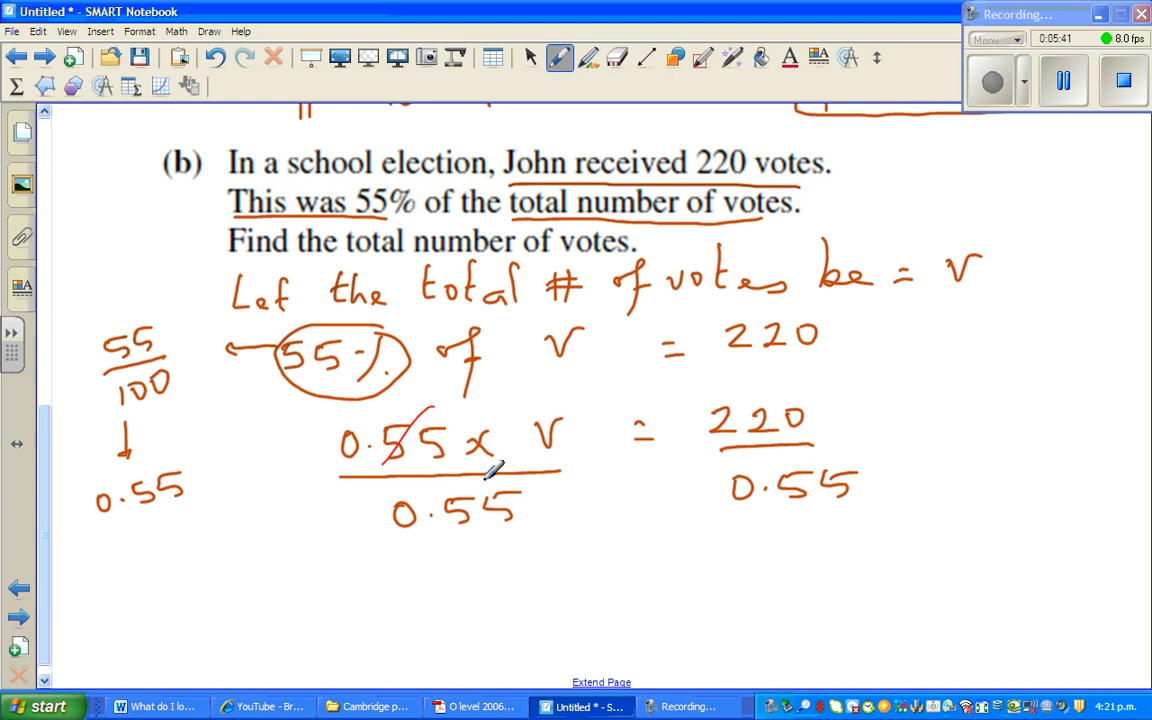 Untitled * - SMART Notebook
Recording...
File Edit View Insert Format Math Draw Help
Menu
0:05:41
8.0 fps
(b) In a school election, John received 220 votes.
This was 55% of the total number of votes.
Find the total number of votes.
Let the total # of votes be = v
55% of v = 220
55
100
0.55 x v = 220
0.55 0.55
0.55
Extend Page
start
What do I lo...
YouTube - Br...
Cambridge p...
O level 2006...
Untitled * - S...
Recording...
4:21 p.m.